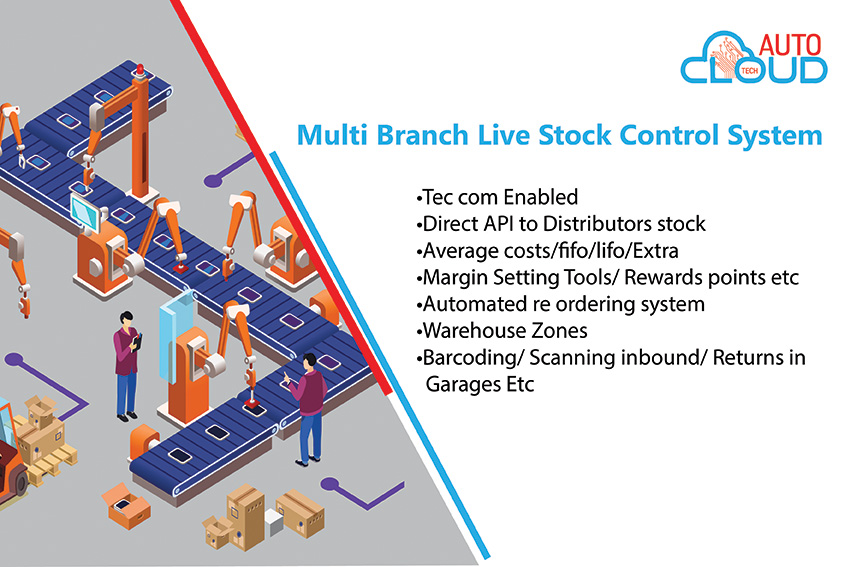 AUTO
CLOUD
TECH
Multi Branch Live Stock Control System
•Tec com Enabled
•Direct API to Distributors stock
•Average costs/fifo/lifo/Extra
•Margin Setting Tools/ Rewards points etc
•Automated re ordering system
•Warehouse Zones
•Barcoding/ Scanning inbound/ Returns in
Garages Etc